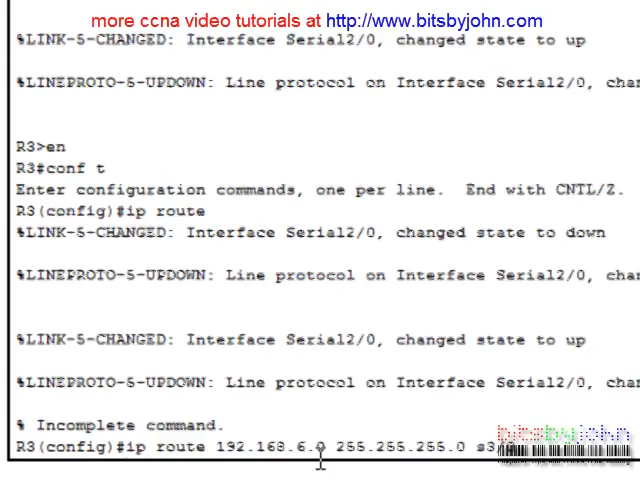 more ccna video tutorials at http://www.bitsbyjohn.com
%LINK-5-CHANGED: Interface Serial2/0, changed state to up
%LINEPROTO-5-UPDOWN: Line protocol on Interface Serial2/0, chan
R3>en
R3#conf t
Enter configuration commands, one per line. End with CNTL/Z.
R3(config)#ip route
%LINK-5-CHANGED: Interface Serial2/0, changed state to down
%LINEPROTO-5-UPDOWN: Line protocol on Interface Serial2/0, chan
%LINK-5-CHANGED: Interface Serial2/0, changed state to up
%LINEPROTO-5-UPDOWN: Line protocol on Interface Serial2/0, chan
% Incomplete command.
R3(config)#ip route 192.168.6.0 255.255.255.0
bitsbyjohn